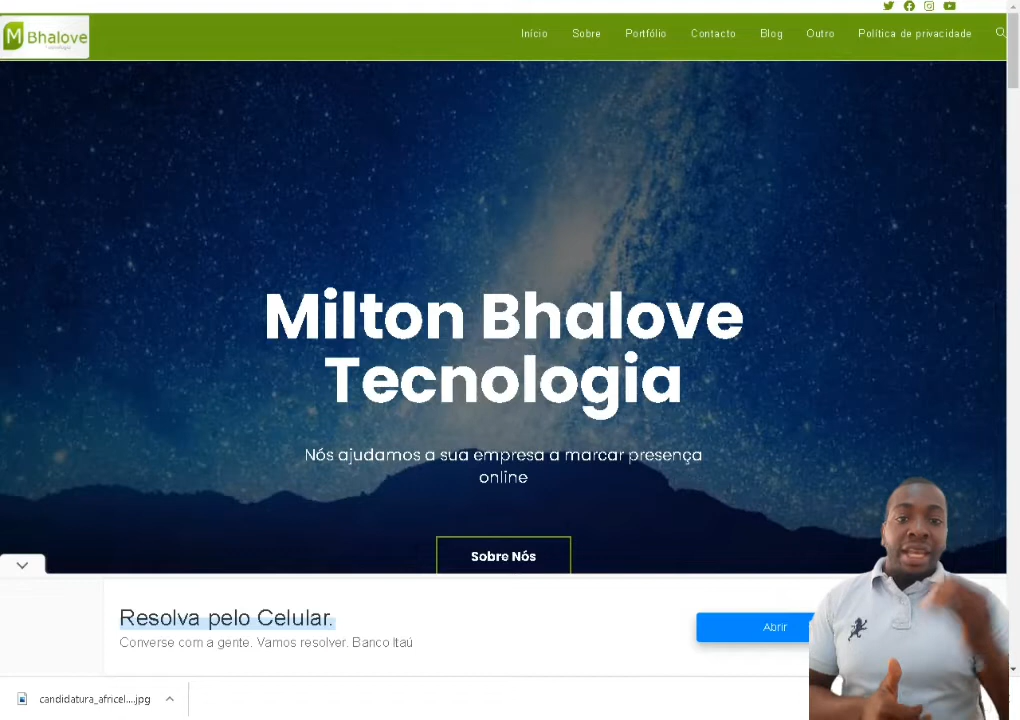 M Bhalove
Início Sobre Portfólio Contacto Blog Outro Política de privacidade
Milton Bhalove
Tecnologia
Nós ajudamos a sua empresa a marcar presença
online
Sobre Nós
Resolva pelo Celular.
Converse com a gente. Vamos resolver. Banco Itaú
Abrir
candidatura_africel....jpg